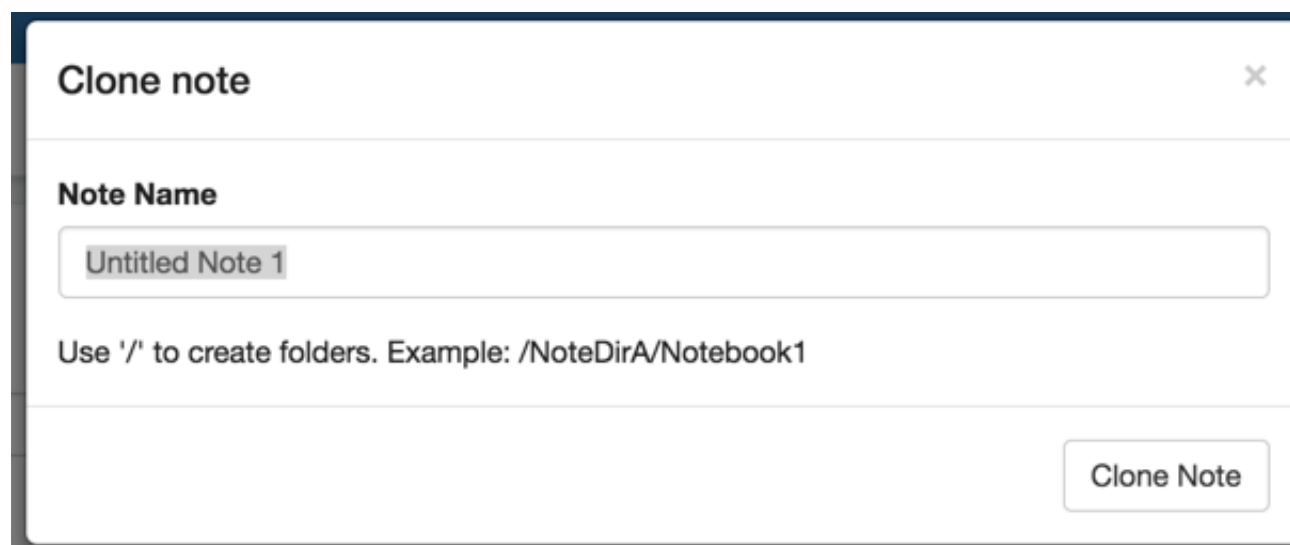 Clone note
×
Note Name
Untitled Note 1
Use '/' to create folders. Example: /NoteDirA/Notebook1
Clone Note